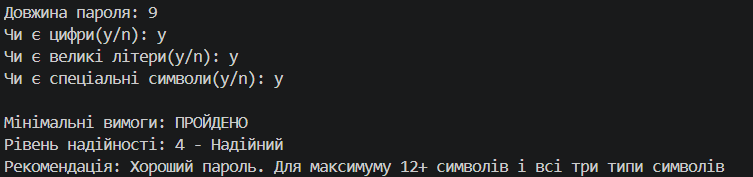 Довжина пароля: 9
Чи є цифри(y/n): y
Чи є великі літери(y/n): y
Чи є спеціальні символи(y/n): y
Мінімальні вимоги: ПРОЙДЕНО
Рівень надійності: 4 - Надійний
Рекомендація: Хороший пароль. Для максимуму 12+ символів і всі три типи символів